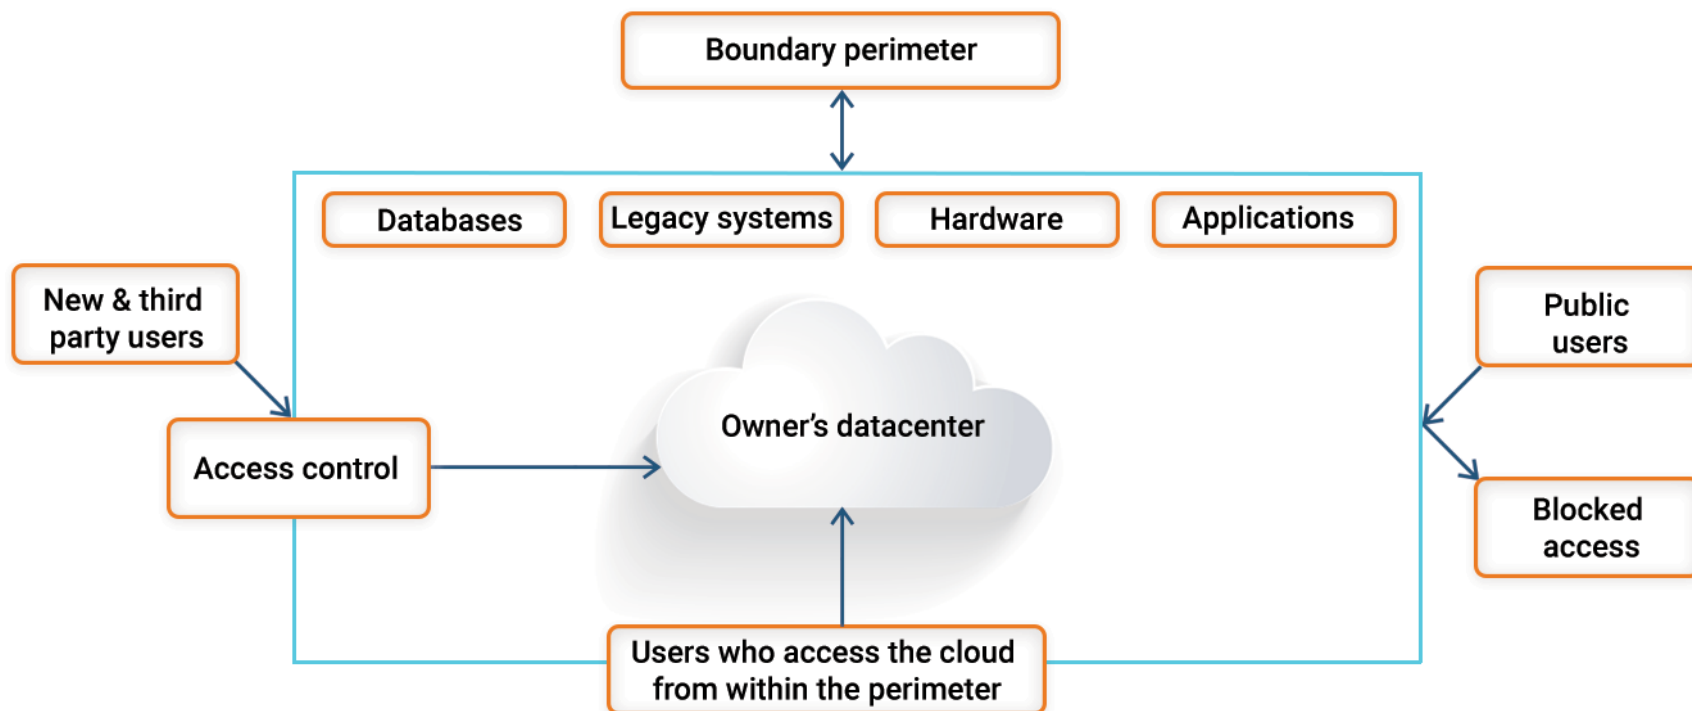 Boundary perimeter
Databases
Legacy systems
Hardware
Applications
New & third
party users
Public
users
Owner’s datacenter
Access control
Blocked
access
Users who access the cloud
from within the perimeter